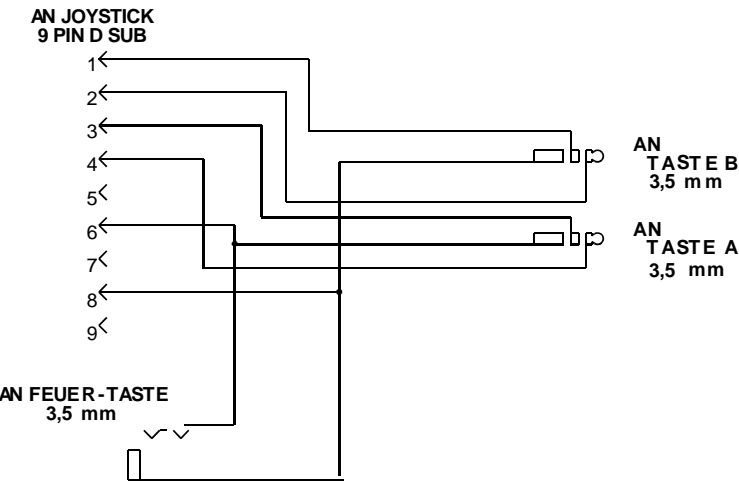 AN JOYSTICK
9 PIN D SUB
1
2
3
4
5
6
7
8
9
AN
TASTE B
3,5 mm
AN
TASTE A
3,5 mm
AN FEUER-TASTE
3,5 mm